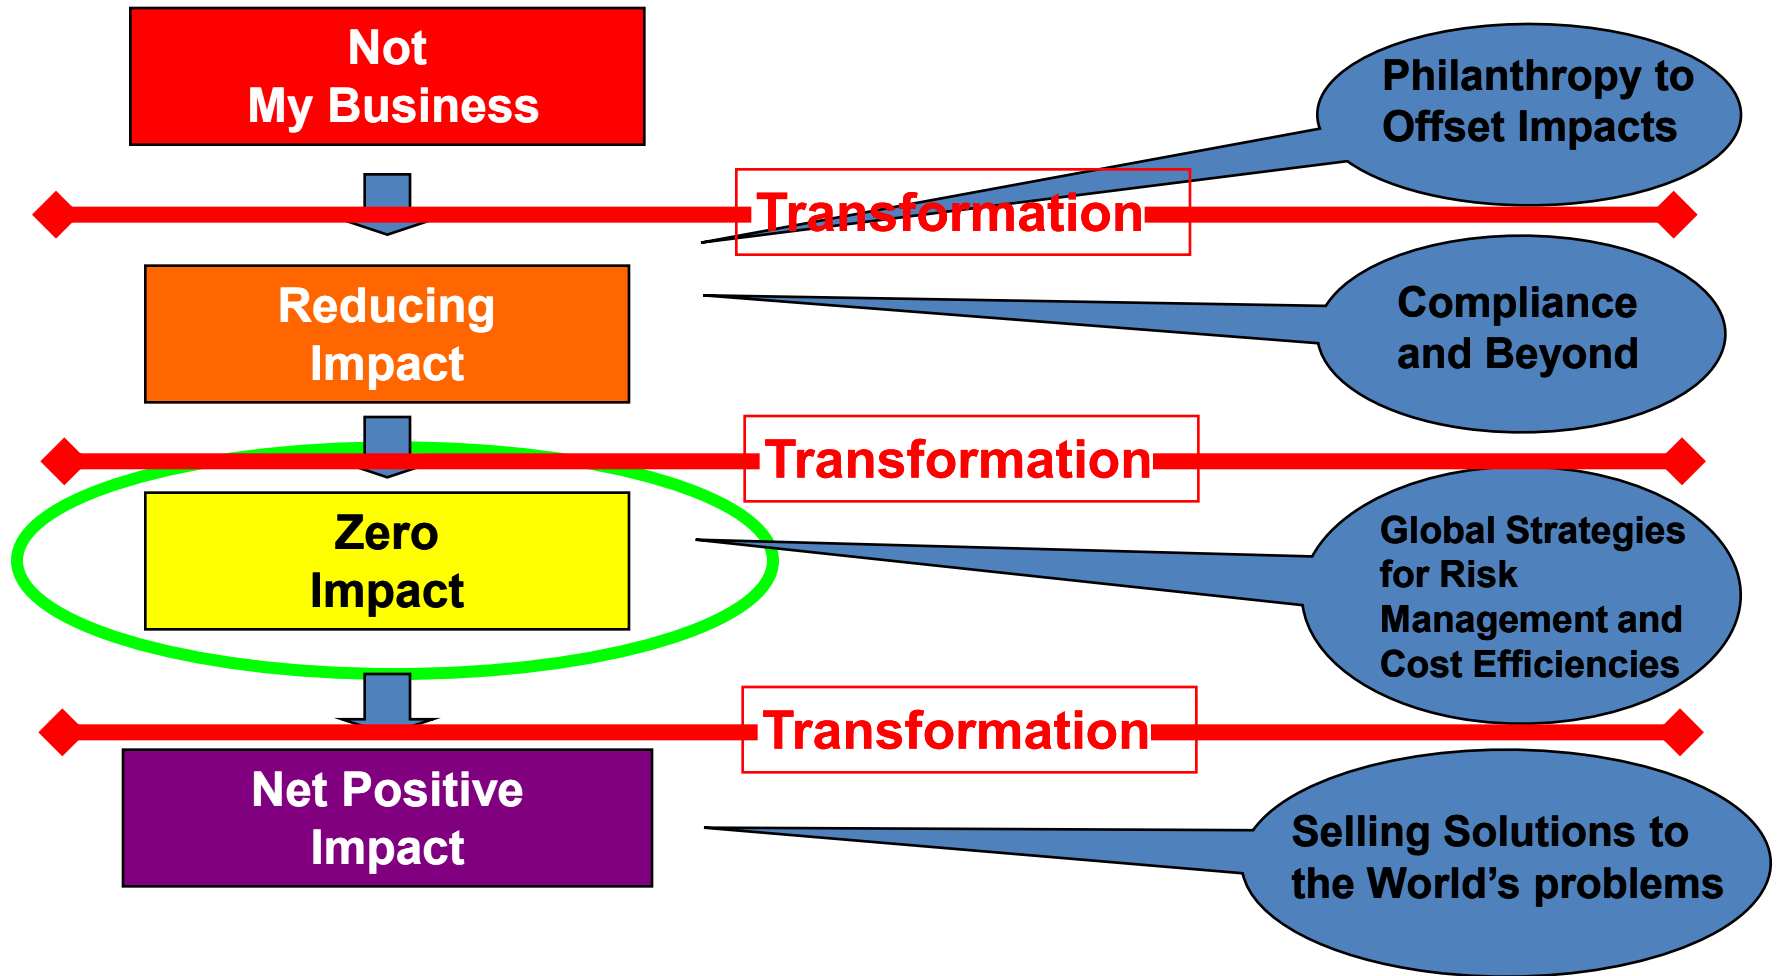 Not
My Business
Philanthropy to
Offset Impacts
Transformation
Reducing
Impact
Compliance
and Beyond
Transformation
Zero
Impact
Global Strategies
for Risk
Management and
Cost Efficiencies
Transformation
Net Positive
Impact
Selling Solutions to
the World’s problems